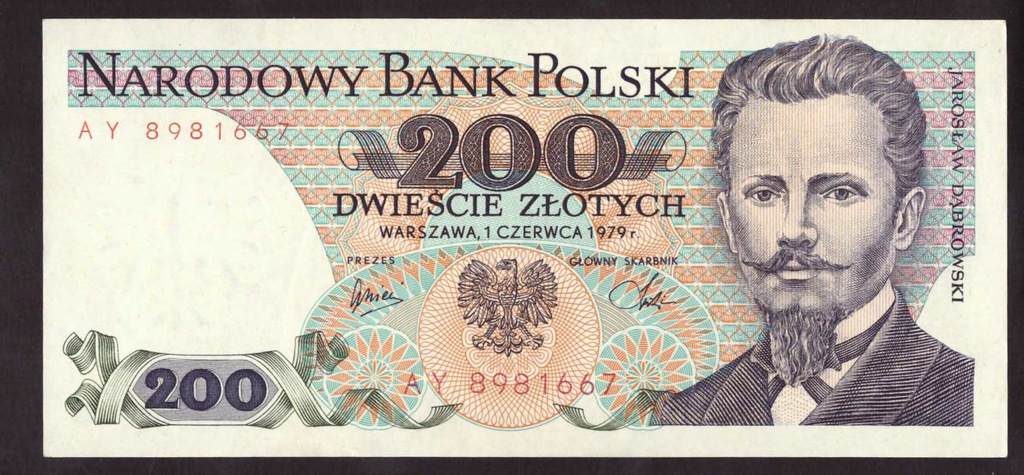 NARODOWY BANK POLSKI
AY 8981667
200
DWIEŚCIE ZŁOTYCH
WARSZAWA, 1 CZERWCA 1979 r.
PREZES
GŁÓWNY SKARBNIK
AY 8981667
200
JAROSŁAW DĄBROWSKI